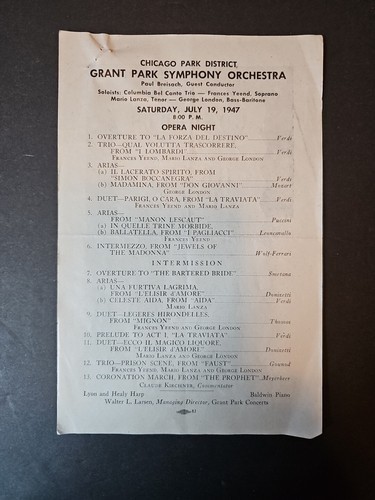 CHICAGO PARK DISTRICT,
GRANT PARK SYMPHONY ORCHESTRA
Paul Breisach, Guest Conductor
Soloists: Columbia Bel Canto Trio — Frances Yeend, Soprano
Mario Lanza, Tenor — George London, Bass-Baritone
SATURDAY, JULY 19, 1947
8:00 P. M.
OPERA NIGHT
1. OVERTURE TO "LA FORZA DEL DESTINO" Verdi
2. TRIO—QUAL VOLUTTA TRASCORRERE,
FROM "I LOMBARDI" Verdi
FRANCES YEEND, MARIO LANZA AND GEORGE LONDON
3. ARIAS—
(a) IL LACERATO SPIRITO, FROM
"SIMON BOCCANEGRA" Verdi
(b) MADAMINA, FROM "DON GIOVANNI" Mozart
GEORGE LONDON
4. DUET—PARIGI, O CARA, FROM "LA TRAVIATA" Verdi
FRANCES YEEND AND MARIO LANZA
5. ARIAS—
FROM "MANON LESCAUT" Puccini
(a) IN QUELLE TRINE MORBIDE,
(b) BALLATELLA, FROM "I PAGLIACCI" Leoncavallo
FRANCES YEEND
6. INTERMEZZO, FROM "JEWELS OF
THE MADONNA" Wolf-Ferrari
INTERMISSION
7. OVERTURE TO "THE BARTERED BRIDE" Smetana
8. ARIAS—
(a) UNA FURTIVA LAGRIMA,
FROM "L'ELISIR d'AMORE" Donizetti
(b) CELESTE AIDA, FROM "AIDA" Verdi
MARIO LANZA
9. DUET—LEGERES HIRONDELLES,
FROM "MIGNON" Thomas
FRANCES YEEND AND GEORGE LONDON
10. PRELUDE TO ACT I, "LA TRAVIATA" Verdi
11. DUET—ECCO IL MAGICO LIQUORE,
FROM "L'ELISIR d'AMORE" Donizetti
MARIO LANZA AND GEORGE LONDON
12. TRIO—PRISON SCENE, FROM "FAUST" Gounod
FRANCES YEEND, MARIO LANZA AND GEORGE LONDON
13. CORONATION MARCH, FROM "THE PROPHET" Meyerbeer
CLAUDE KIRCHNER, Commentator
Lyon and Healy Harp Baldwin Piano
Walter L. Larsen, Managing Director, Grant Park Concerts